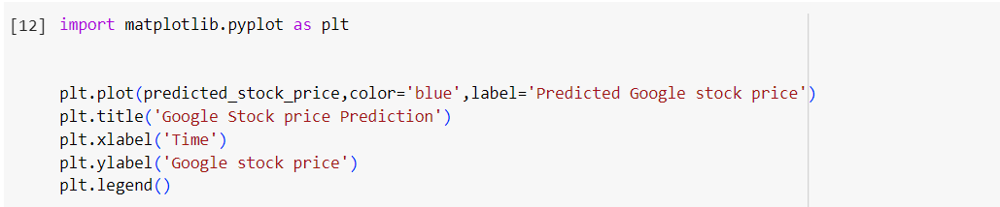 [12] import matplotlib.pyplot as plt
plt.plot(predicted_stock_price,color='blue',label='Predicted Google stock price')
plt.title('Google Stock price Prediction')
plt.xlabel('Time')
plt.ylabel('Google stock price')
plt.legend()